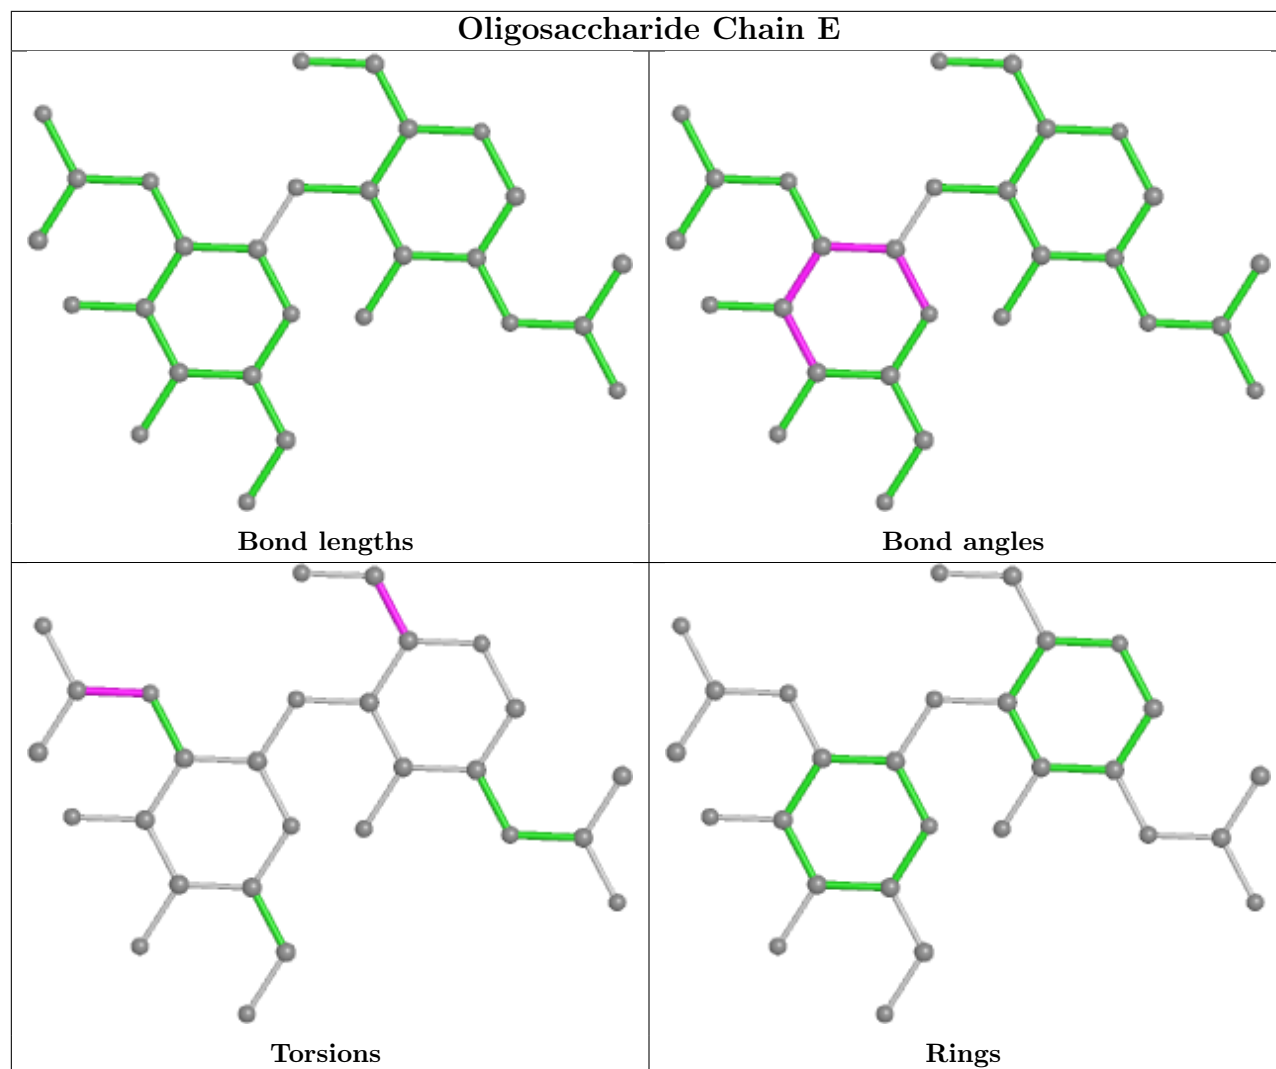 Oligosaccharide Chain E
Bond lengths
Bond angles
Torsions
Rings